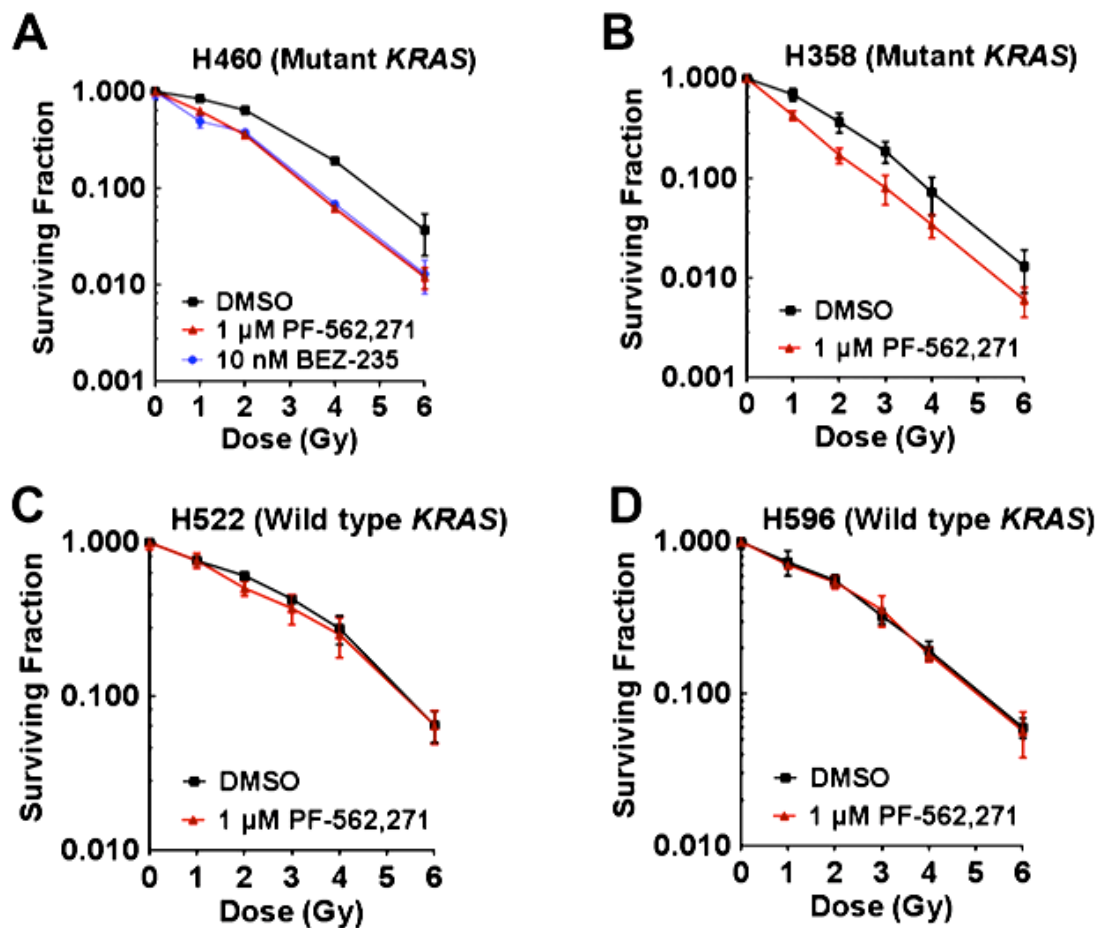 A
H460 (Mutant KRAS)
Surviving Fraction
1.000
0.100
0.010
0.001
DMSO
1 µM PF-562,271
10 nM BEZ-235
0 1 2 3 4 5 6
Dose (Gy)
B
H358 (Mutant KRAS)
Surviving Fraction
1.000
0.100
0.010
0.001
DMSO
1 µM PF-562,271
0 1 2 3 4 5 6
Dose (Gy)
C
H522 (Wild type KRAS)
Surviving Fraction
1.000
0.100
0.010
DMSO
1 µM PF-562,271
0 1 2 3 4 5 6
Dose (Gy)
D
H596 (Wild type KRAS)
Surviving Fraction
1.000
0.100
0.010
DMSO
1 µM PF-562,271
0 1 2 3 4 5 6
Dose (Gy)